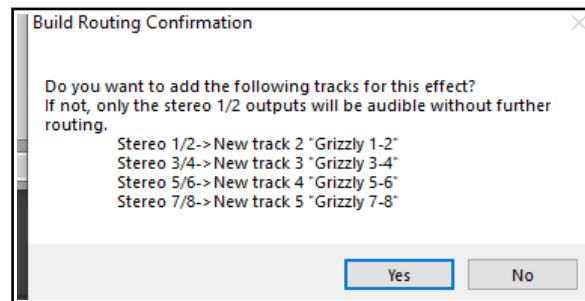 Build Routing Confirmation
Do you want to add the following tracks for this effect?
If not, only the stereo 1/2 outputs will be audible without further
routing.
Stereo 1/2->New track 2 "Grizzly 1-2"
Stereo 3/4->New track 3 "Grizzly 3-4"
Stereo 5/6->New track 4 "Grizzly 5-6"
Stereo 7/8->New track 5 "Grizzly 7-8"
Yes No